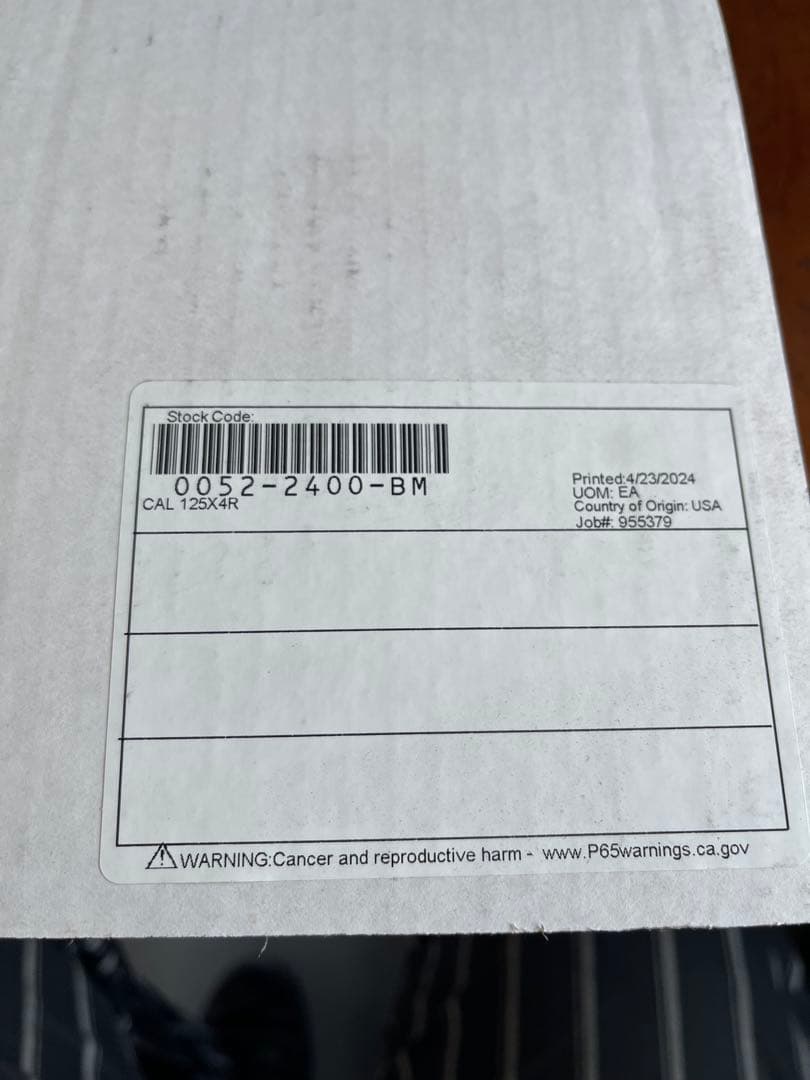 Stock Code:
0052-2400-BM
CAL 125X4R
Printed:4/23/2024
UOM: EA
Country of Origin: USA
Job#: 955379
WARNING:Cancer and reproductive harm - www.P65warnings.ca.gov